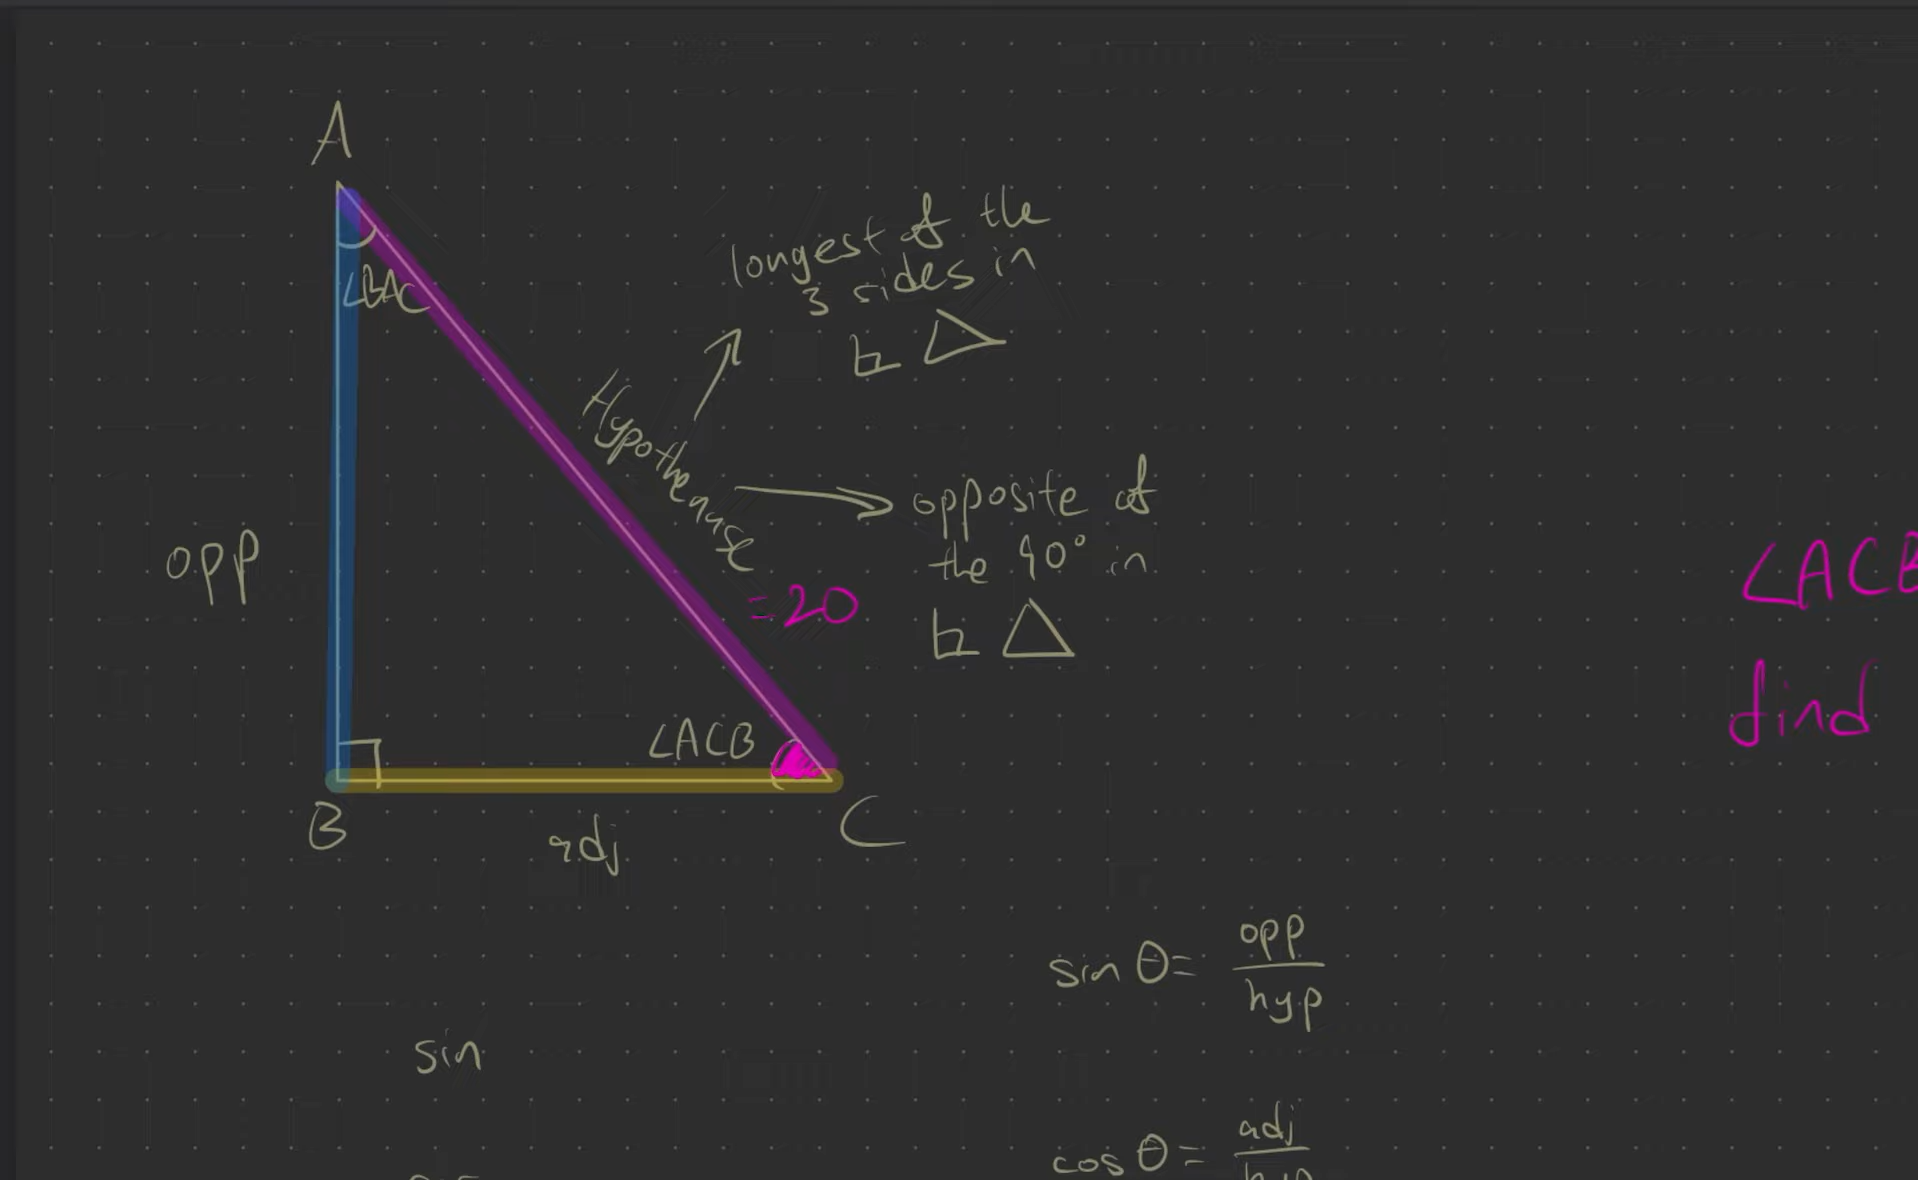 A
∠BAC
longest of the
3 sides in
Hypothenuse
opp
opposite of
the 90° in
= 20
∠ACB
find
∠ACB
B
C
adj
sin θ = opp/hyp
sin
cos θ = adj/hyp